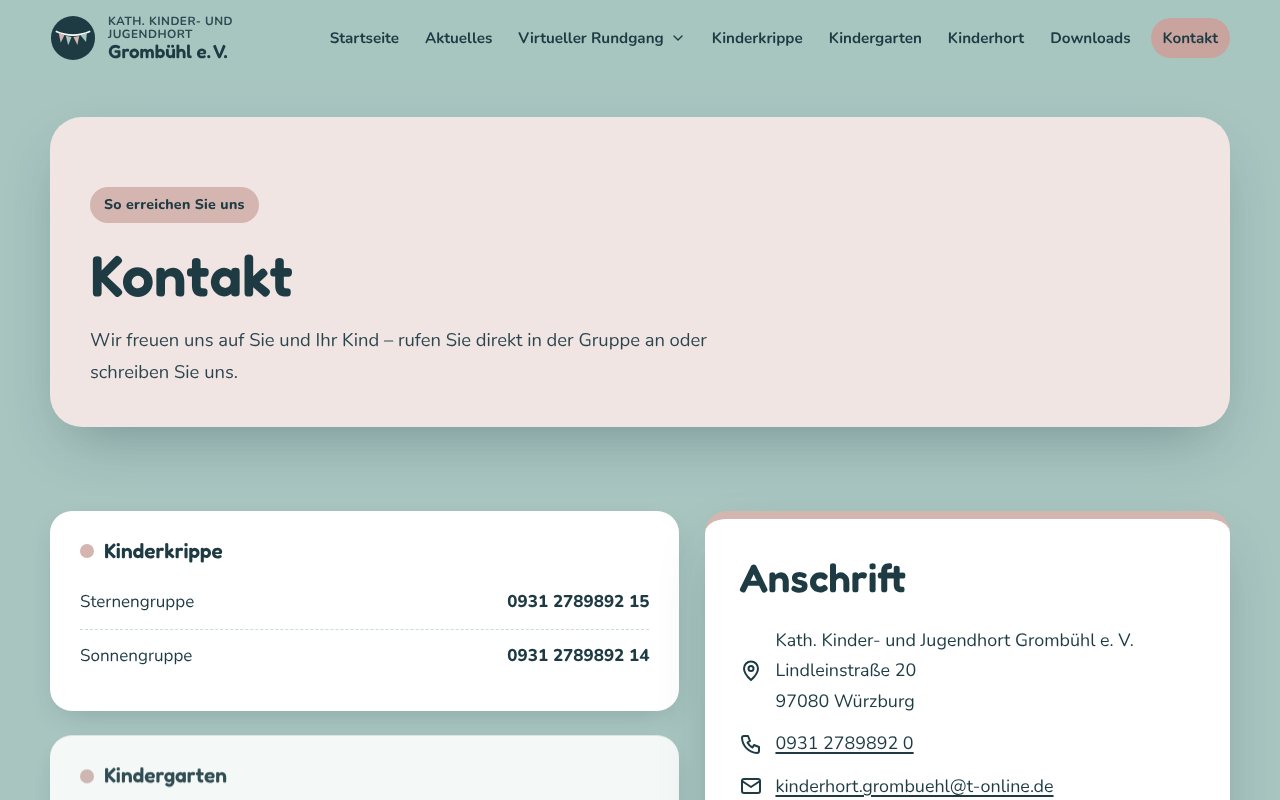 KATH. KINDER- UND
JUGENDHORT
Grombühl e. V.
Startseite
Aktuelles
Virtueller Rundgang
Kinderkrippe
Kindergarten
Kinderhort
Downloads
Kontakt
So erreichen Sie uns
Kontakt
Wir freuen uns auf Sie und Ihr Kind – rufen Sie direkt in der Gruppe an oder
schreiben Sie uns.
Kinderkrippe
Sternengruppe 0931 2789892 15
Sonnengruppe 0931 2789892 14
Kindergarten
Anschrift
Kath. Kinder- und Jugendhort Grombühl e. V.
Lindleinstraße 20
97080 Würzburg
0931 2789892 0
kinderhort.grombuehl@t-online.de